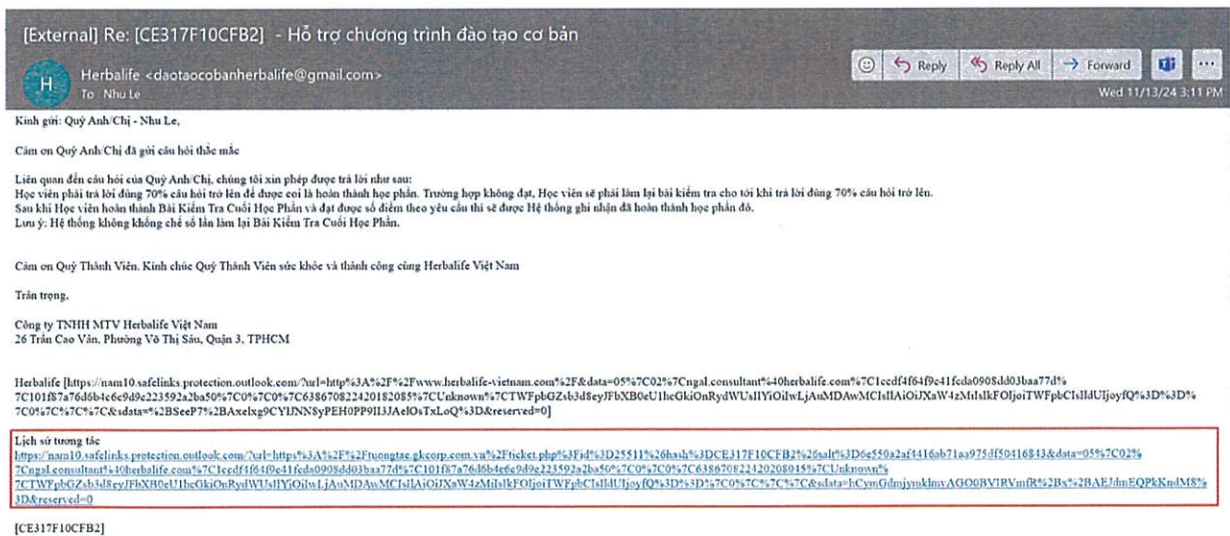 [External] Re: [CE317F10CFB2] - Hỗ trợ chương trình đào tạo cơ bản
H
Herbalife <daotaocobanherbalife@gmail.com>
To Nhu Le
Reply
Reply All
Forward
Wed 11/13/24 3:11 PM
Kính gửi: Quý Anh/Chị - Nhu Le,
Cảm ơn Quý Anh/Chị đã gửi câu hỏi thắc mắc
Liên quan đến câu hỏi của Quý Anh/Chị, chúng tôi xin phép được trả lời như sau:
Học viên phải trả lời đúng 70% câu hỏi trở lên để được coi là hoàn thành học phần. Trường hợp không đạt, Học viên sẽ phải làm lại bài kiểm tra cho tới khi trả lời đúng 70% câu hỏi trở lên.
Sau khi Học viên hoàn thành Bài Kiểm Tra Cuối Học Phần và đạt được số điểm theo yêu cầu thì sẽ được Hệ thống ghi nhận đã hoàn thành học phần đó.
Lưu ý: Hệ thống không khống chế số lần làm lại Bài Kiểm Tra Cuối Học Phần.
Cảm ơn Quý Thành Viên. Kính chúc Quý Thành Viên sức khỏe và thành công cùng Herbalife Việt Nam
Trân trọng,
Công ty TNHH MTV Herbalife Việt Nam
26 Trần Cao Vân, Phường Võ Thị Sáu, Quận 3, TPHCM
Herbalife [https://nam10.safelinks.protection.outlook.com/?url=http%3A%2F%2Fwww.herbalife-vietnam.com%2F&data=05%7C02%7Cngal.consultant%40herbalife.com%
Lịch sử tương tác
https://nam10.safelinks.protection.outlook.com/?url=https%3A%2F%2Ftuongtac.gkcorp.com.vn%2Fticket.php%3Fid%3D25511%26hash%3DCE317F10CFB2%26salt%
3D&reserved=0
[CE317F10CFB2]